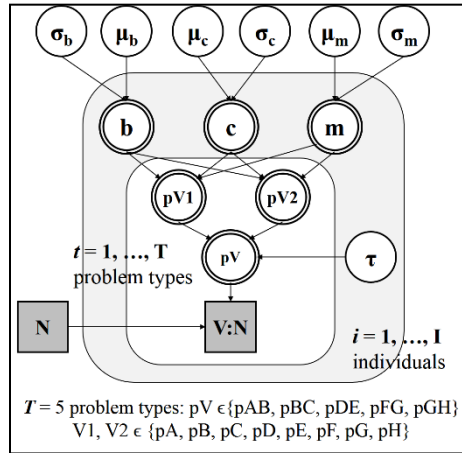 σb μb μc σc μm σm
b c m
pV1 pV2
t = 1, …, T
problem types
pV
τ
N
V:N
i = 1, …, I
individuals
T = 5 problem types: pV ϵ{pAB, pBC, pDE, pFG, pGH}
V1, V2 ϵ {pA, pB, pC, pD, pE, pF, pG, pH}